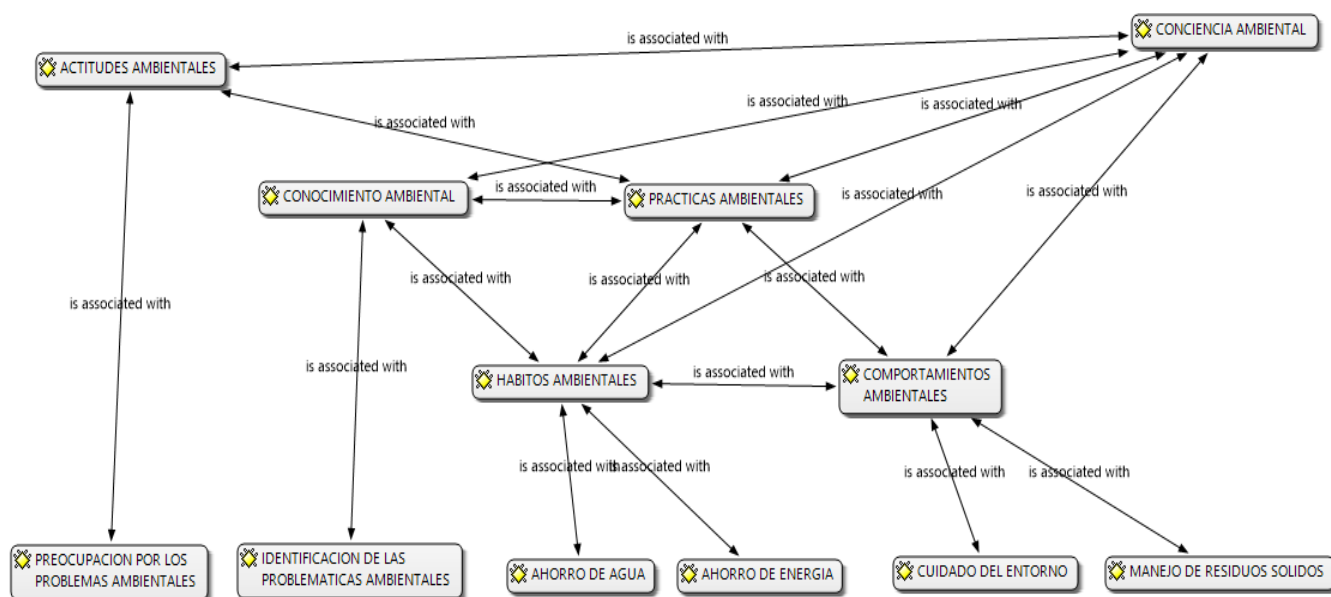 CONCIENCIA AMBIENTAL
is associated with
ACTITUDES AMBIENTALES
is associated with
is associated with
is associated with
is associated with
CONOCIMIENTO AMBIENTAL
is associated with
PRACTICAS AMBIENTALES
is associated with
is associated with
is associated with
is associated with
is associated with
is associated with
is associated with
HABITOS AMBIENTALES
is associated with
COMPORTAMIENTOS
AMBIENTALES
is associated with
is associated with
is associated with
is associated with
PREOCUPACION POR LOS
PROBLEMAS AMBIENTALES
IDENTIFICACION DE LAS
PROBLEMATICAS AMBIENTALES
AHORRO DE AGUA
AHORRO DE ENERGIA
CUIDADO DEL ENTORNO
MANEJO DE RESIDUOS SOLIDOS